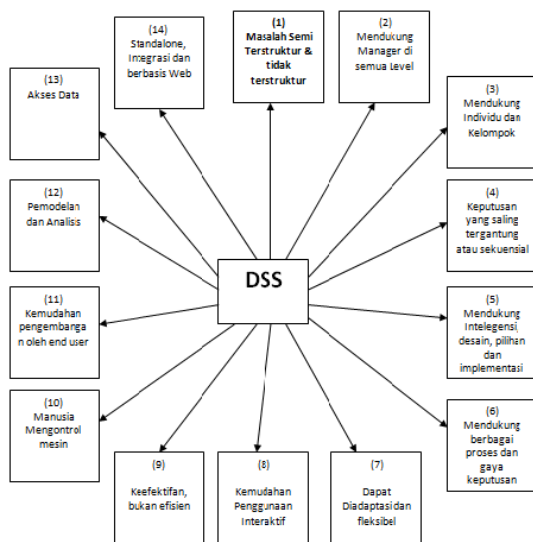 (1)
Masalah Semi
Terstruktur &
tidak
terstruktur
(2)
Mendukung
Manager di
semua Level
(3)
Mendukung
Individu dan
Kelompok
(4)
Keputusan
yang saling
tergantung
atau sekuensial
(5)
Mendukung
Intelegensi,
desain, pilihan
dan
implementasi
(6)
Mendukung
berbagai
proses dan
gaya
keputusan
(7)
Dapat
Diadaptasi dan
fleksibel
(8)
Kemudahan
Penggunaan
Interaktif
(9)
Keefektifan,
bukan efisien
(10)
Manusia
Mengontrol
mesin
(11)
Kemudahan
pengembanga
n oleh end user
(12)
Pemodelan
dan Analisis
(13)
Akses Data
(14)
Standalone,
Integrasi dan
berbasis Web
DSS